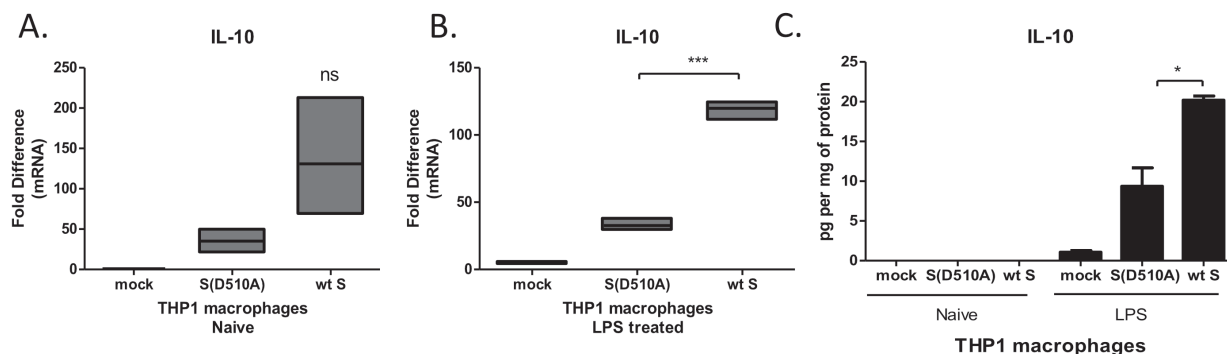 A.
IL-10
Fold Difference
(mRNA)
250
200
150
100
50
0
ns
mock S(D510A) wt S
THP1 macrophages
Naive
B.
IL-10
Fold Difference
(mRNA)
150
100
50
0
***
mock S(D510A) wt S
THP1 macrophages
LPS treated
C.
IL-10
pg per mg of protein
25
20
15
10
5
0
*
mock S(D510A) wt S mock S(D510A) wt S
Naive LPS
THP1 macrophages